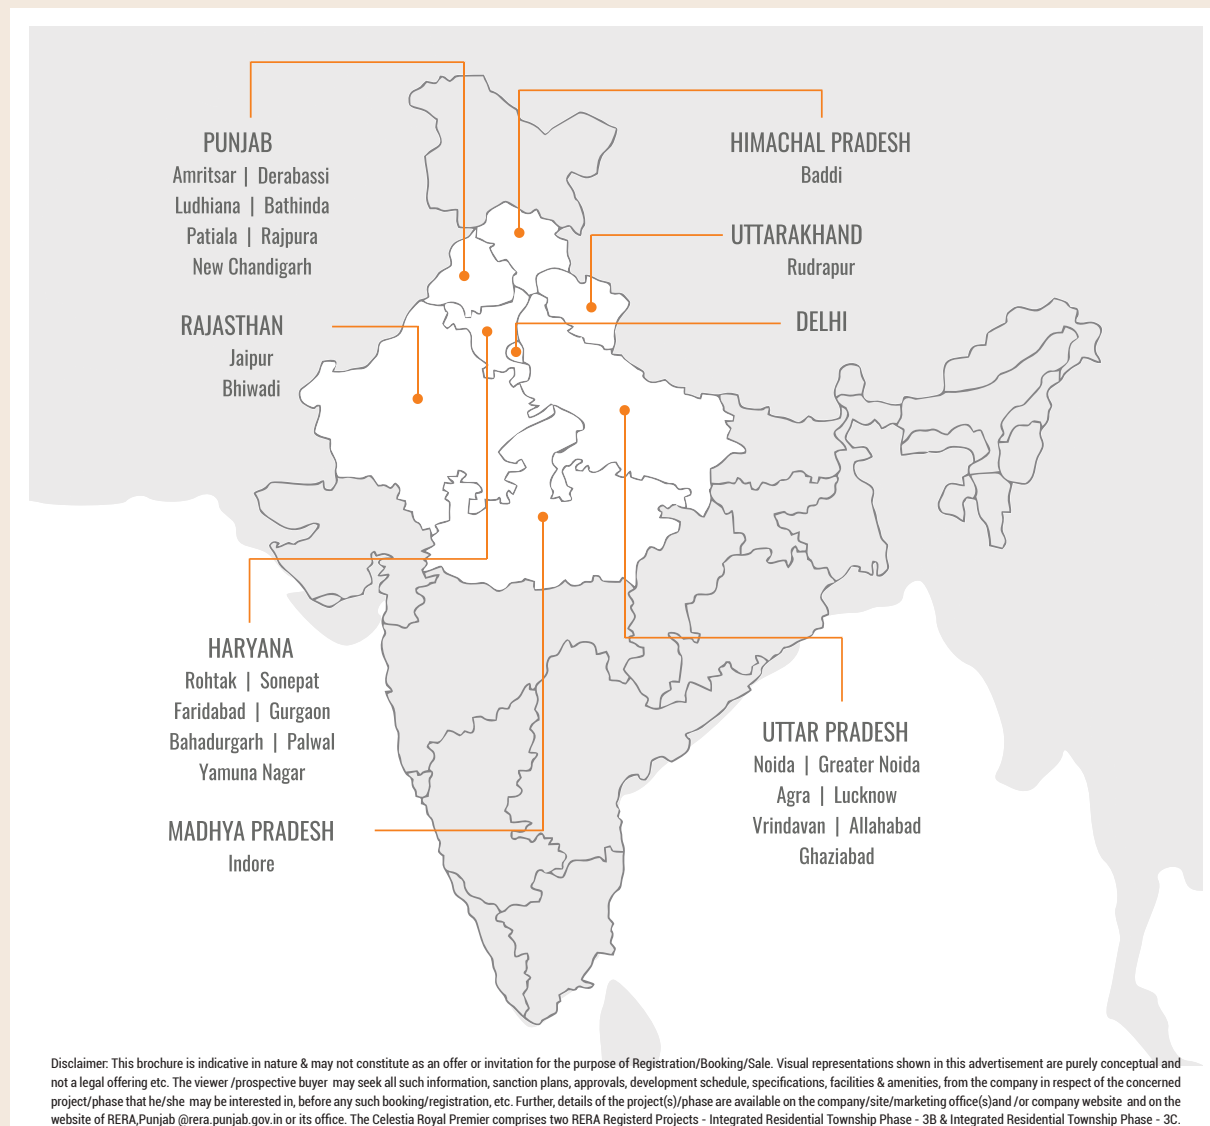 PUNJAB
Amritsar | Derabassi
Ludhiana | Bathinda
Patiala | Rajpura
New Chandigarh
RAJASTHAN
Jaipur
Bhiwadi
HIMACHAL PRADESH
Baddi
UTTARAKHAND
Rudrapur
DELHI
HARYANA
Rohtak | Sonepat
Faridabad | Gurgaon
Bahadurgarh | Palwal
Yamuna Nagar
MADHYA PRADESH
Indore
UTTAR PRADESH
Noida | Greater Noida
Agra | Lucknow
Vrindavan | Allahabad
Ghaziabad
Disclaimer: This brochure is indicative in nature & may not constitute as an offer or invitation for the purpose of Registration/Booking/Sale. Visual representations shown in this advertisement are purely conceptual and
not a legal offering etc. The viewer /prospective buyer may seek all such information, sanction plans, approvals, development schedule, specifications, facilities & amenities, from the company in respect of the concerned
project/phase that he/she may be interested in, before any such booking/registration, etc. Further, details of the project(s)/phase are available on the company/site/marketing office(s)and /or company website and on the
website of RERA,Punjab @rera.punjab.gov.in or its office. The Celestia Royal Premier comprises two RERA Registerd Projects - Integrated Residential Township Phase - 3B & Integrated Residential Township Phase - 3C.